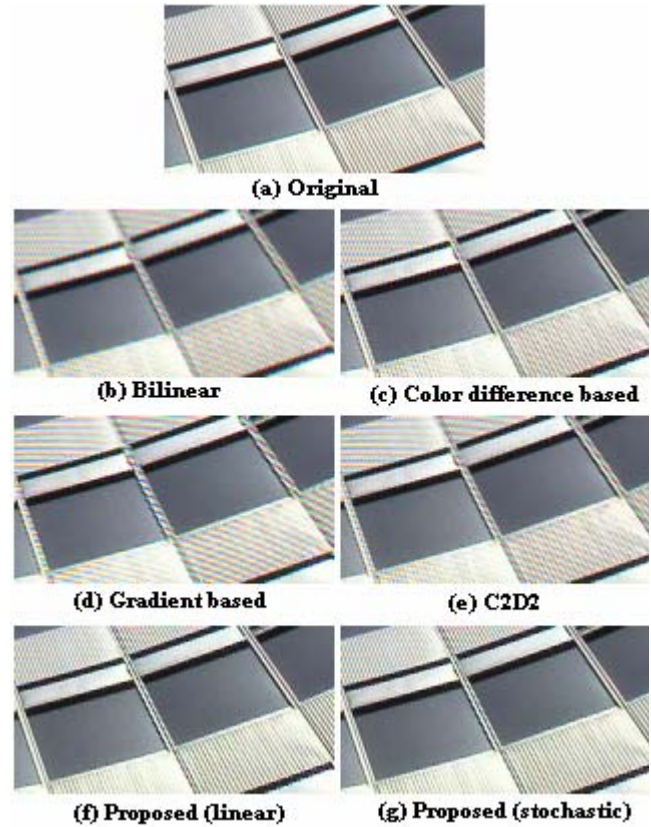 (a) Original
(b) Bilinear
(c) Color difference based
(d) Gradient based
(e) C2D2
(f) Proposed (linear)
(g) Proposed (stochastic)